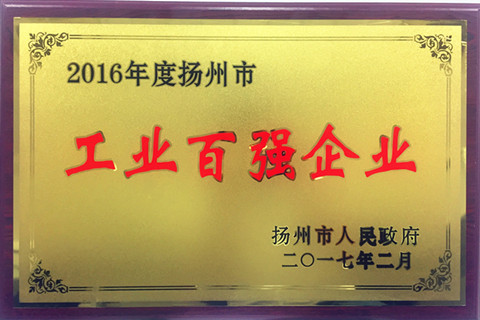 2016年度扬州市
工业百强企业
扬州市人民政府
二〇一七年二月